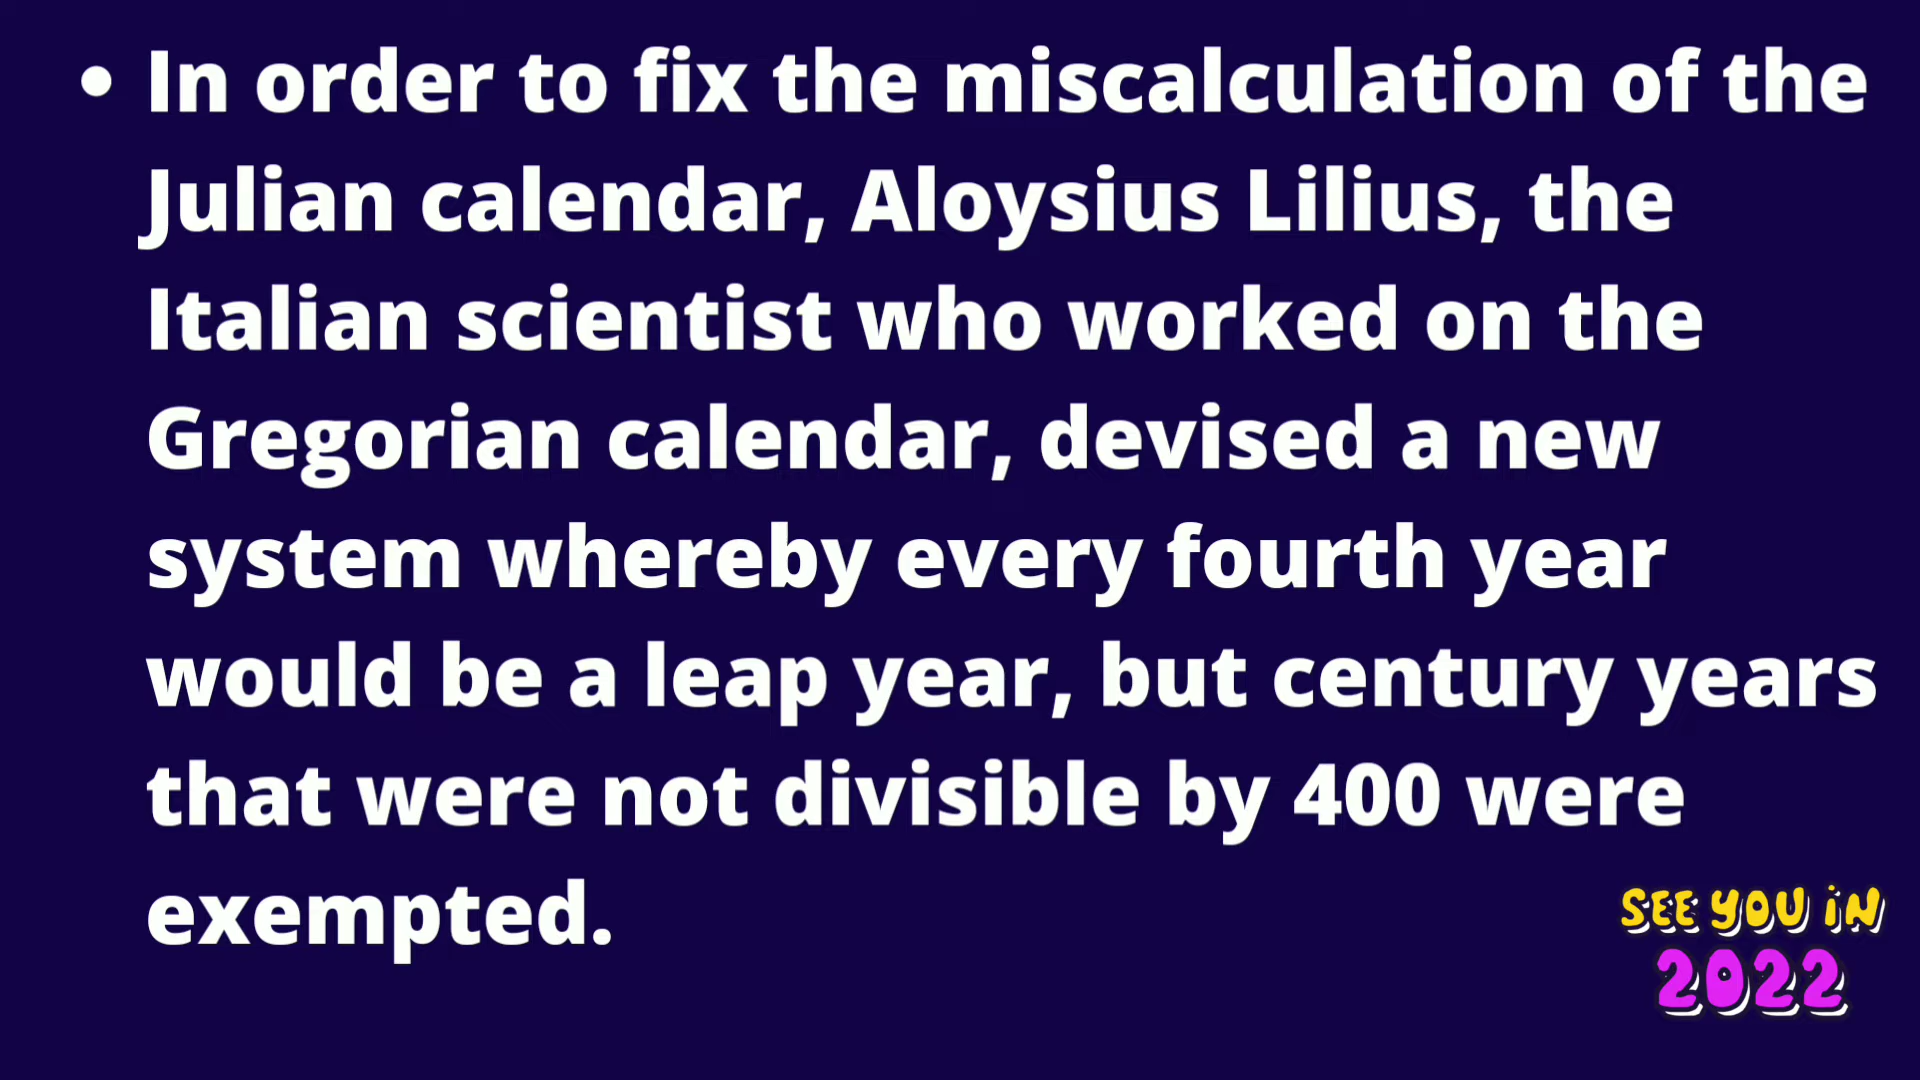 • In order to fix the miscalculation of the
Julian calendar, Aloysius Lilius, the
Italian scientist who worked on the
Gregorian calendar, devised a new
system whereby every fourth year
would be a leap year, but century years
that were not divisible by 400 were
exempted.
SEE YOU iN
2022